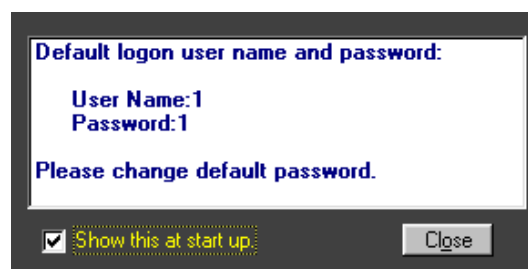 Default logon user name and password:
User Name:1
Password:1
Please change default password.
Show this at start up.
Close